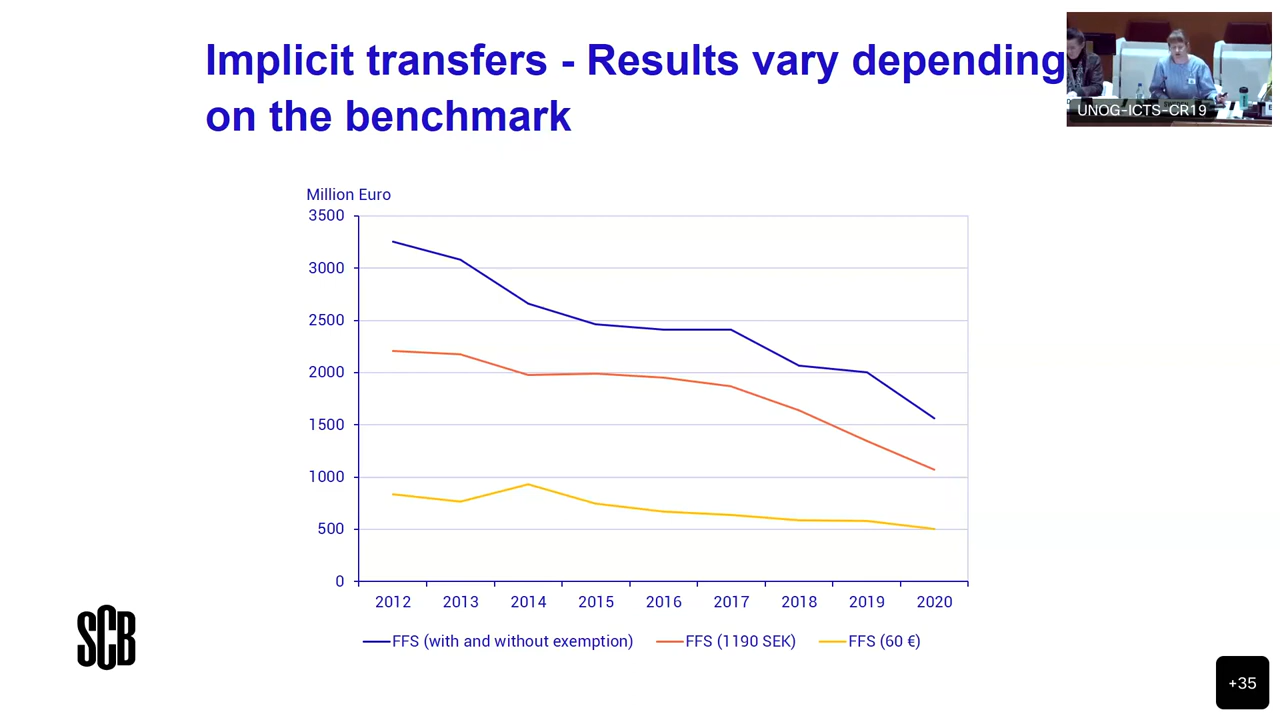 Implicit transfers - Results vary depending
on the benchmark
UNOG-ICTS-CR19
Million Euro
3500
3000
2500
2000
1500
1000
500
0
2012 2013 2014 2015 2016 2017 2018 2019 2020
FFS (with and without exemption) FFS (1190 SEK) FFS (60 €)
SCB
+35